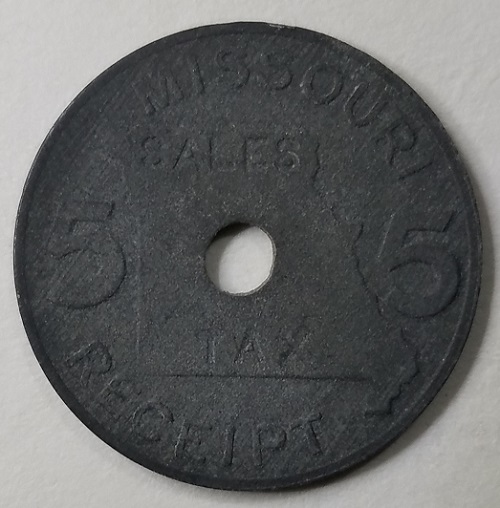 MISSOURI
SALES
5 5
TAX
RECEIPT